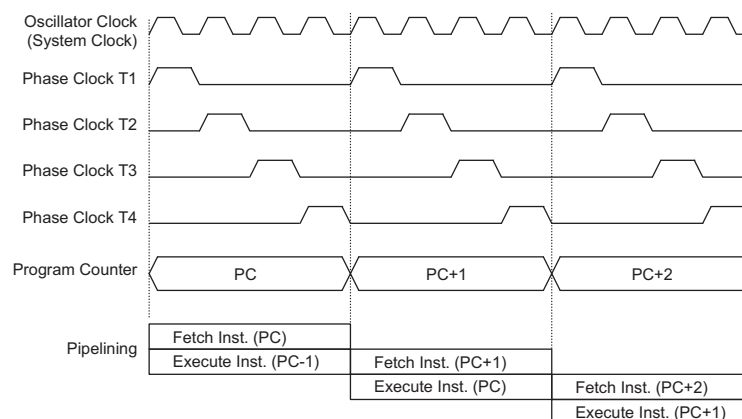 Oscillator Clock
(System Clock)
Phase Clock T1
Phase Clock T2
Phase Clock T3
Phase Clock T4
Program Counter
PC
PC+1
PC+2
Pipelining
Fetch Inst. (PC)
Execute Inst. (PC-1)
Fetch Inst. (PC+1)
Execute Inst. (PC)
Fetch Inst. (PC+2)
Execute Inst. (PC+1)